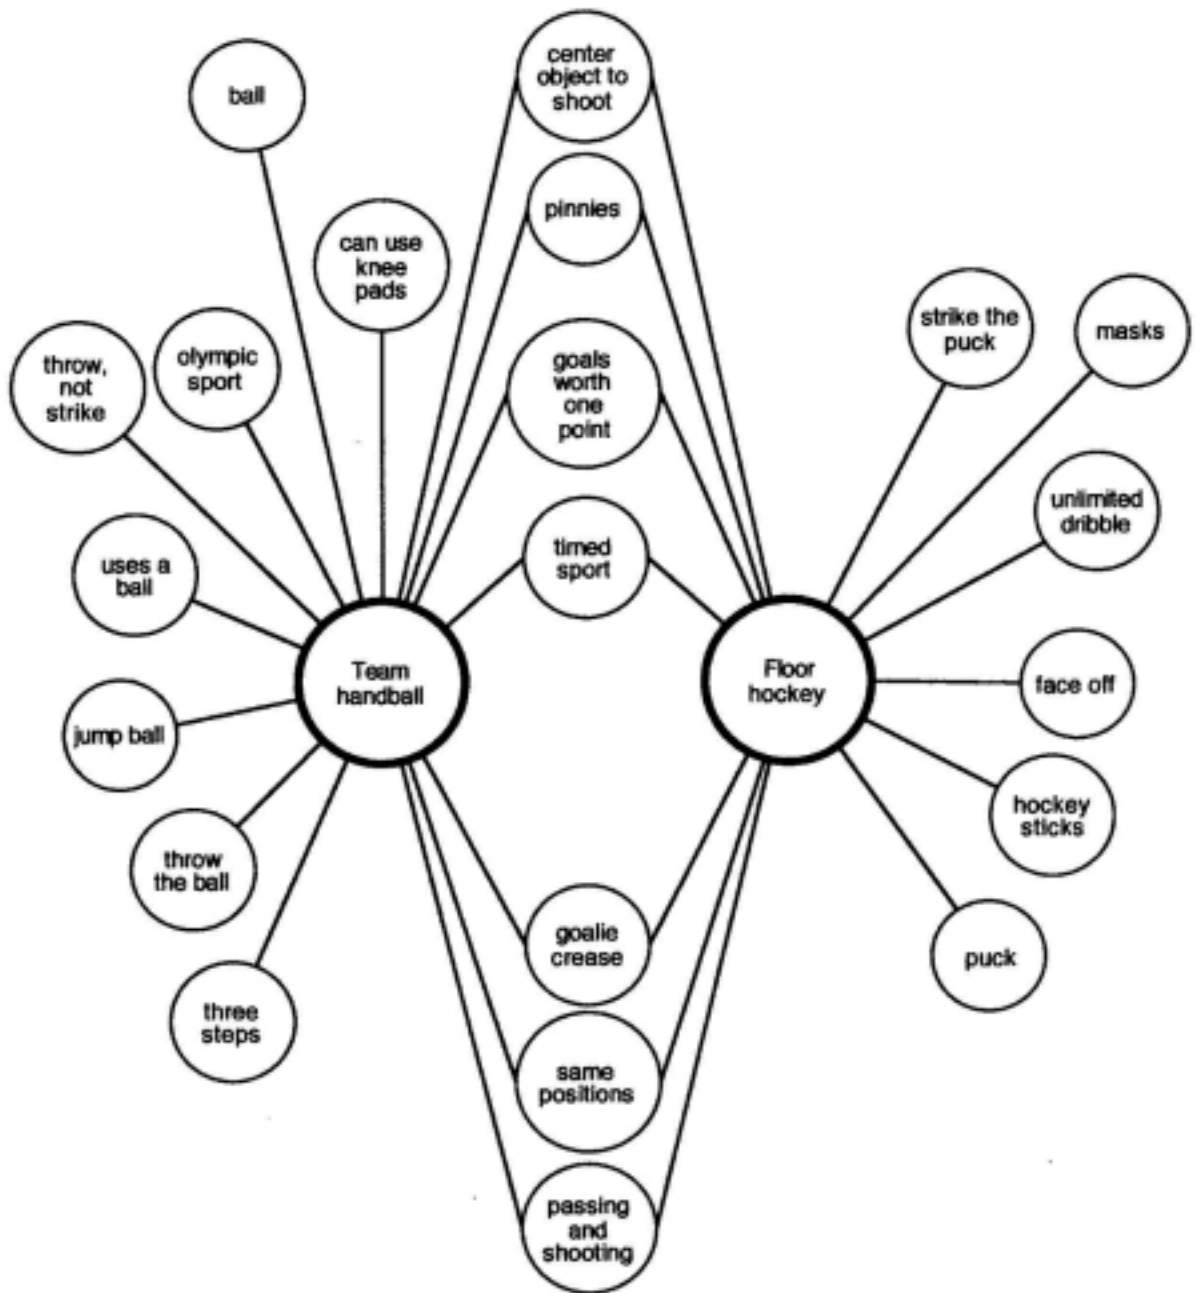 center
object to
shoot
ball
pinnies
can use
knee
pads
strike the
puck
masks
throw,
not
strike
olympic
sport
goals
worth
one
point
unlimited
dribble
uses a
ball
timed
sport
Team
handball
Floor
hockey
face off
jump ball
hockey
sticks
throw
the ball
goalie
crease
puck
three
steps
same
positions
passing
and
shooting